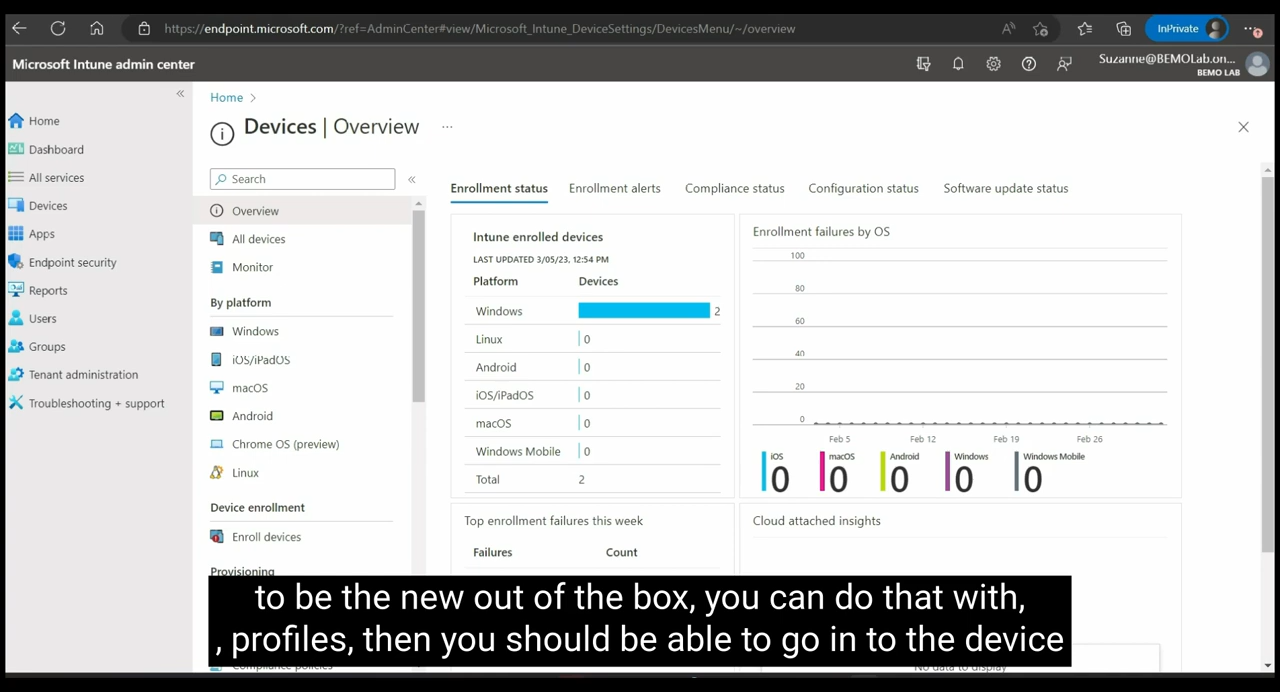 https://endpoint.microsoft.com/?ref=AdminCenter#view/Microsoft_Intune_DeviceSettings/DevicesMenu/~/overview
InPrivate
Microsoft Intune admin center
Suzanne@BEMOLab.on...
BEMO LAB
Home
Dashboard
All services
Devices
Apps
Endpoint security
Reports
Users
Groups
Tenant administration
Troubleshooting + support
Home >
Devices | Overview ...
Search
Overview
All devices
Monitor
By platform
Windows
iOS/iPadOS
macOS
Android
Chrome OS (preview)
Linux
Device enrollment
Enroll devices
Provisioning
Enrollment status Enrollment alerts Compliance status Configuration status Software update status
Intune enrolled devices
LAST UPDATED 3/05/23, 12:54 PM
Platform Devices
Windows 2
Linux 0
Android 0
iOS/iPadOS 0
macOS 0
Windows Mobile 0
Total 2
Enrollment failures by OS
100
80
60
40
20
0
Feb 5 Feb 12 Feb 19 Feb 26
iOS macOS Android Windows Windows Mobile
0 0 0 0 0
Top enrollment failures this week
Failures Count
Cloud attached insights
No data to display
to be the new out of the box, you can do that with,
, profiles, then you should be able to go in to the device